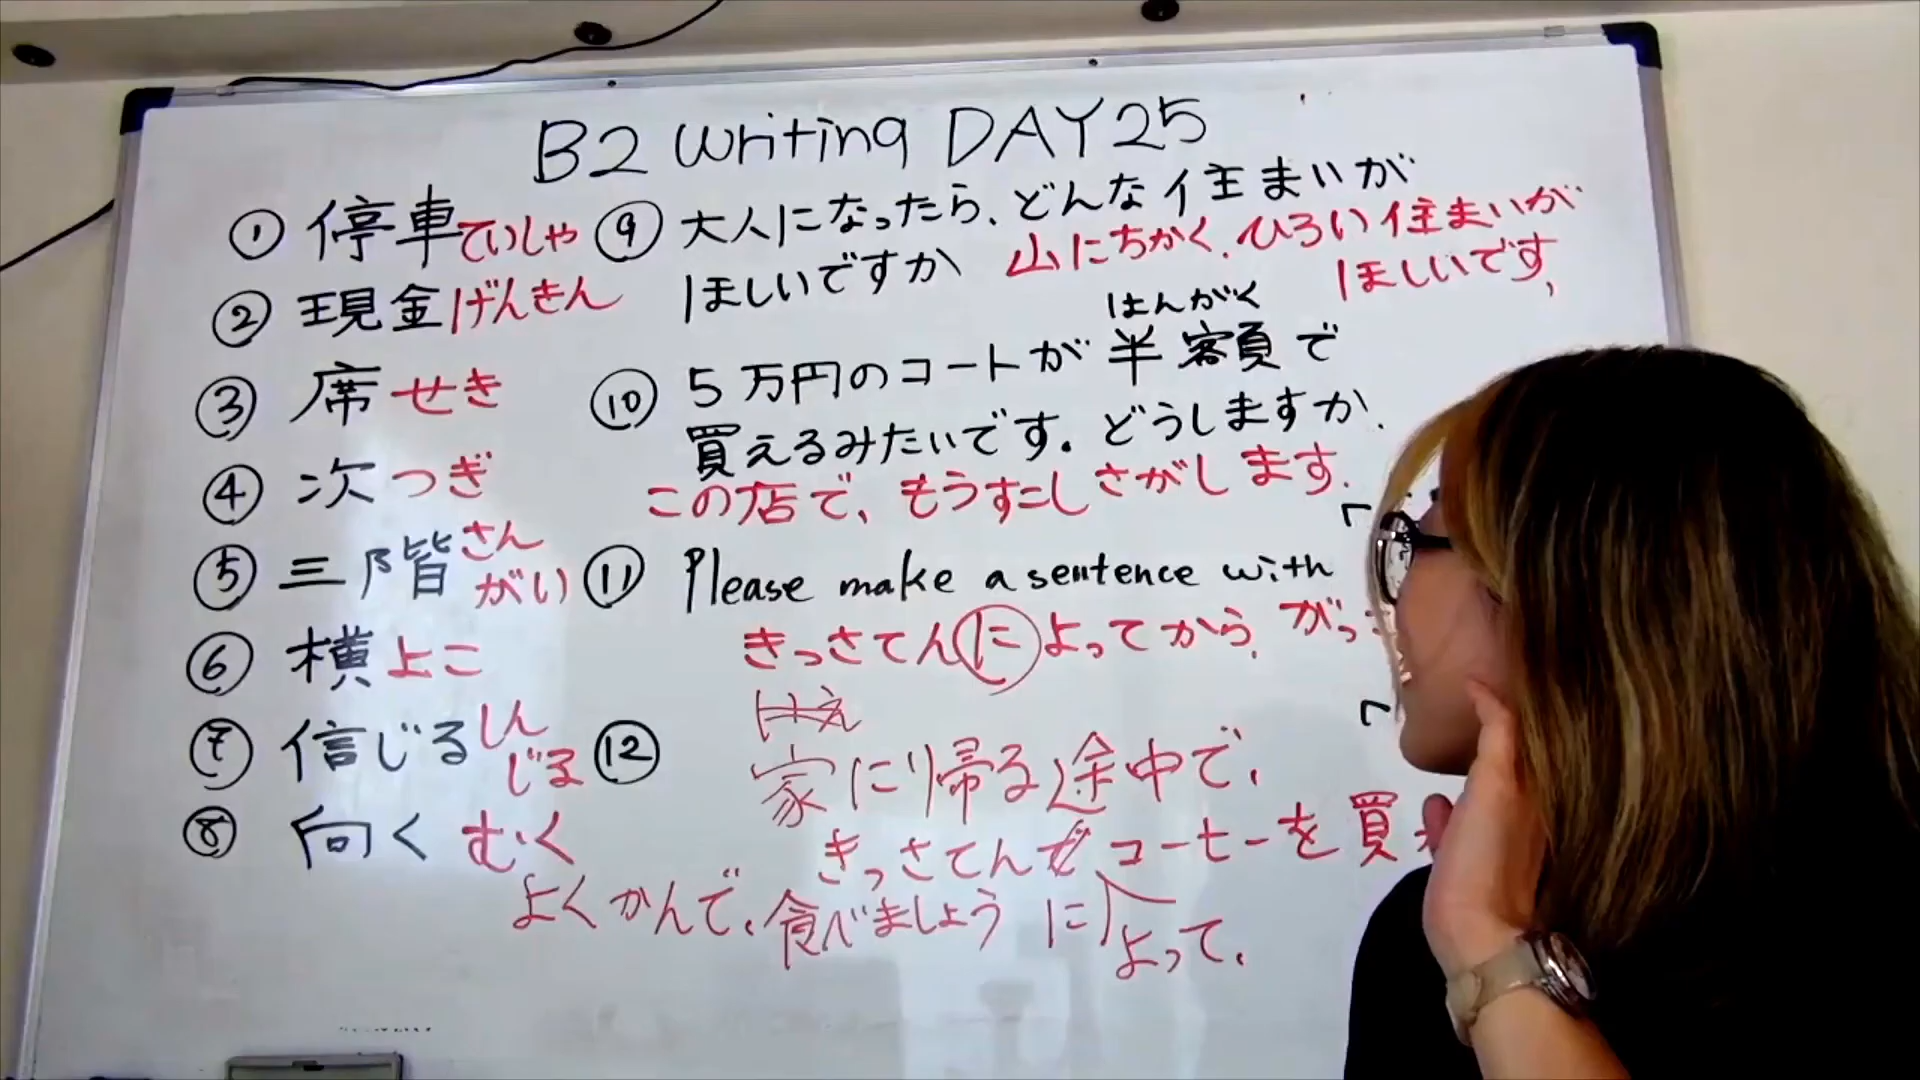 B2 Writing DAY25
① 停車 ていしゃ
② 現金 げんきん
③ 席 せき
④ 次 つぎ
⑤ 三階 さんがい
⑥ 横 よこ
⑦ 信じる しんじる
⑧ 向く むく
⑨ 大人になったら、どんな住まいが
ほしいですか
山にちかく、ひろい住まいが
ほしいです、
はんがく
⑩ 5万円のコートが半額で
買えるみたいです。どうしますか、
この店で、もうすこしさがします、
⑪ Please make a sentence with 「
きっさてんによってから、がっ
⑫ 「
家に帰る途中で、
きっさてんで コーヒーを買
によって、
よくかんで、食べましょう